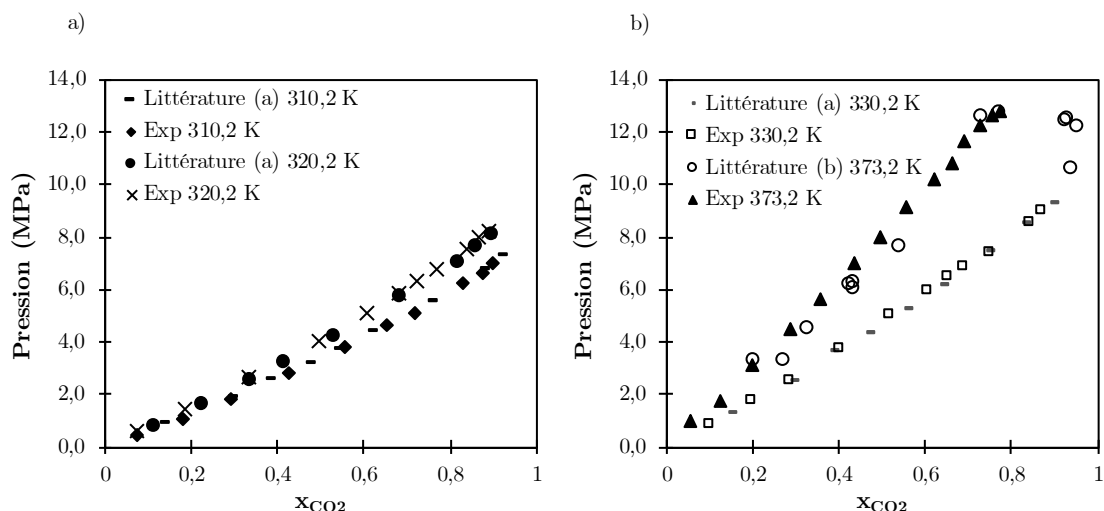 a)
14,0
12,0
10,0
8,0
6,0
4,0
2,0
0,0
Pression (MPa)
Littérature (a) 310,2 K
Exp 310,2 K
Littérature (a) 320,2 K
Exp 320,2 K
0
0,2
0,4
0,6
0,8
1
xCO2
b)
14,0
12,0
10,0
8,0
6,0
4,0
2,0
0,0
Pression (MPa)
Littérature (a) 330,2 K
Exp 330,2 K
Littérature (b) 373,2 K
Exp 373,2 K
0
0,2
0,4
0,6
0,8
1
xCO2